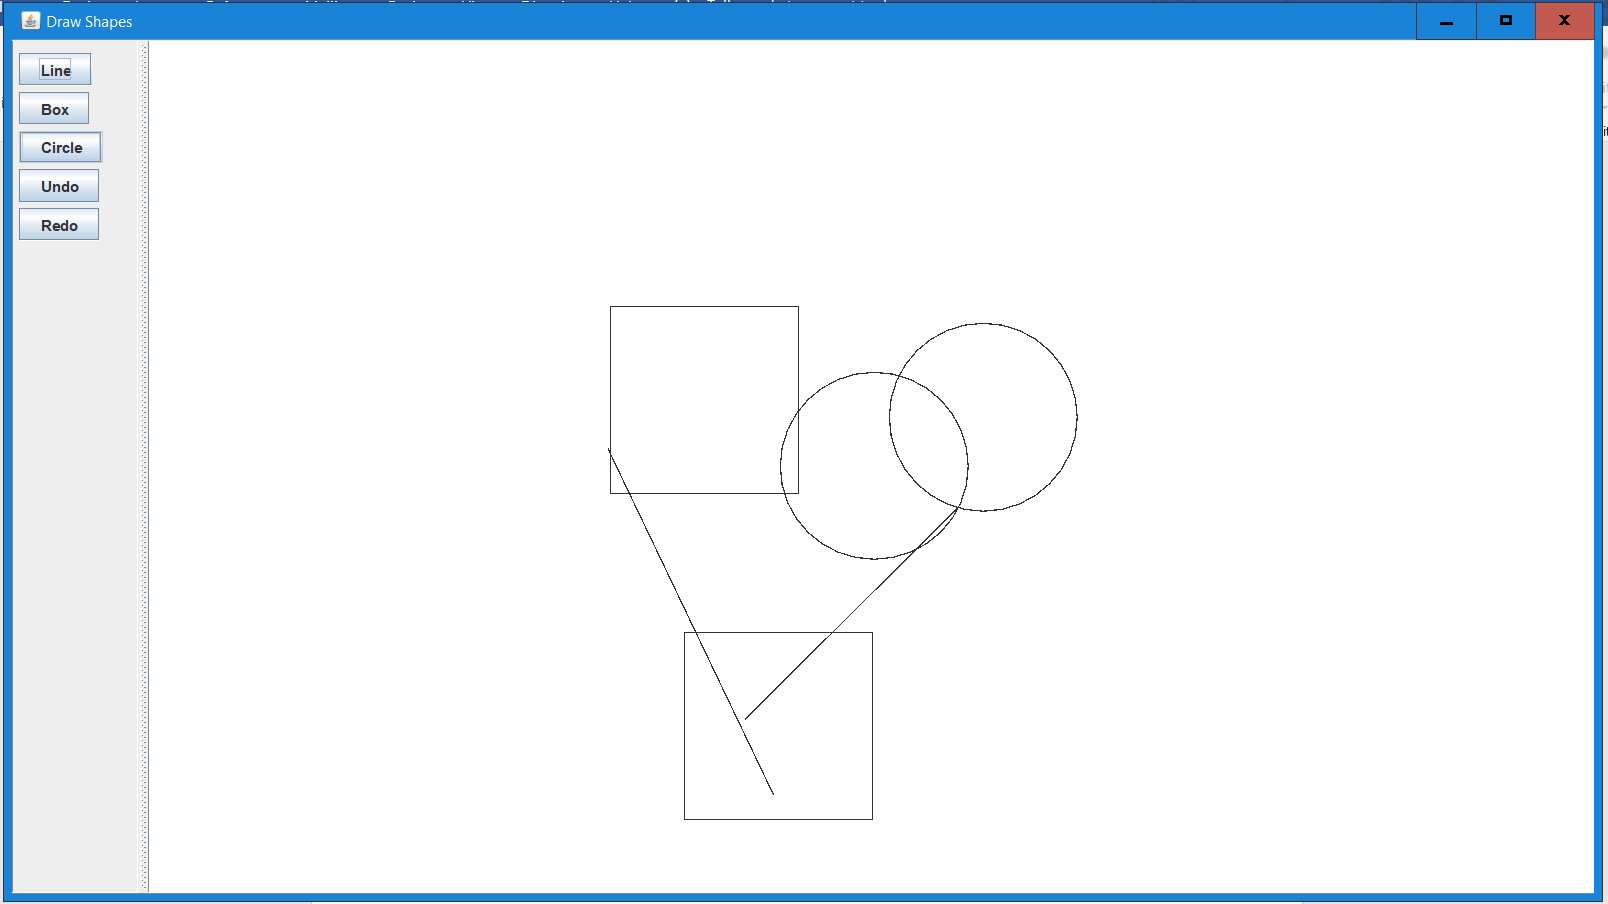 Draw Shapes
Line
Box
Circle
Undo
Redo